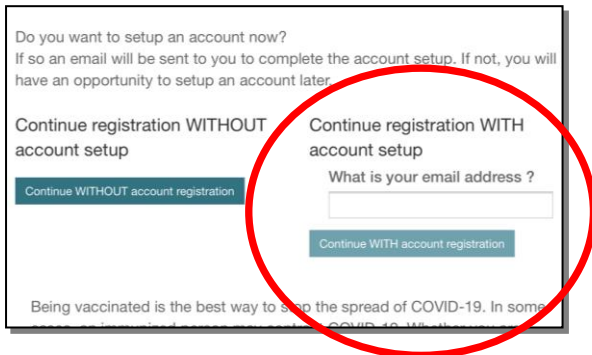 Do you want to setup an account now?
If so an email will be sent to you to complete the account setup. If not, you will
have an opportunity to setup an account later.
Continue registration WITHOUT
account setup
Continue WITHOUT account registration
Continue registration WITH
account setup
What is your email address ?
Continue WITH account registration
Being vaccinated is the best way to stop the spread of COVID-19. In some